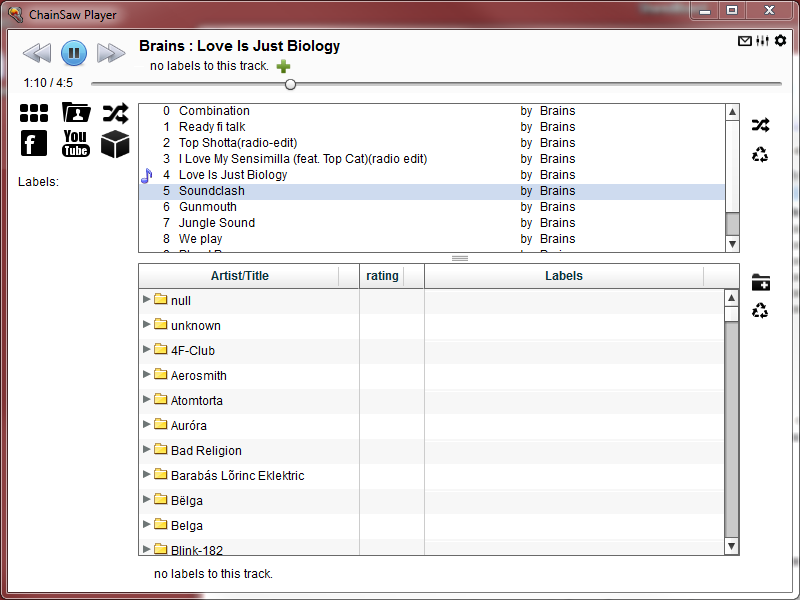 ChainSaw Player
Brains : Love Is Just Biology
no labels to this track.
1:10 / 4:5
f
You Tube
Labels:
0 Combination by Brains
1 Ready fi talk by Brains
2 Top Shotta(radio-edit) by Brains
3 I Love My Sensimilla (feat. Top Cat)(radio edit) by Brains
4 Love Is Just Biology by Brains
5 Soundclash by Brains
6 Gunmouth by Brains
7 Jungle Sound by Brains
8 We play by Brains
Artist/Title rating Labels
null
unknown
4F-Club
Aerosmith
Atomtorta
Auróra
Bad Religion
Barabás Lõrinc Eklektric
Bëlga
Belga
Blink-182
no labels to this track.